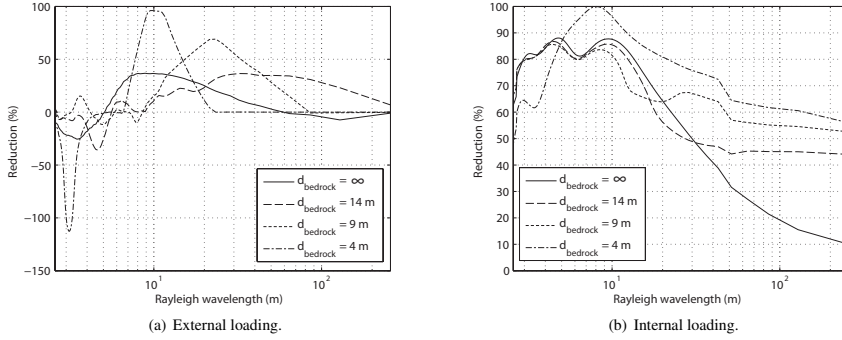 100
50
0
−50
−100
−150
Reduction (%)
10¹
10²
Rayleigh wavelength (m)
d_bedrock = ∞
d_bedrock = 14 m
d_bedrock = 9 m
d_bedrock = 4 m
(a) External loading.
100
90
80
70
60
50
40
30
20
10
0
Reduction (%)
10¹
10²
Rayleigh wavelength (m)
d_bedrock = ∞
d_bedrock = 14 m
d_bedrock = 9 m
d_bedrock = 4 m
(b) Internal loading.